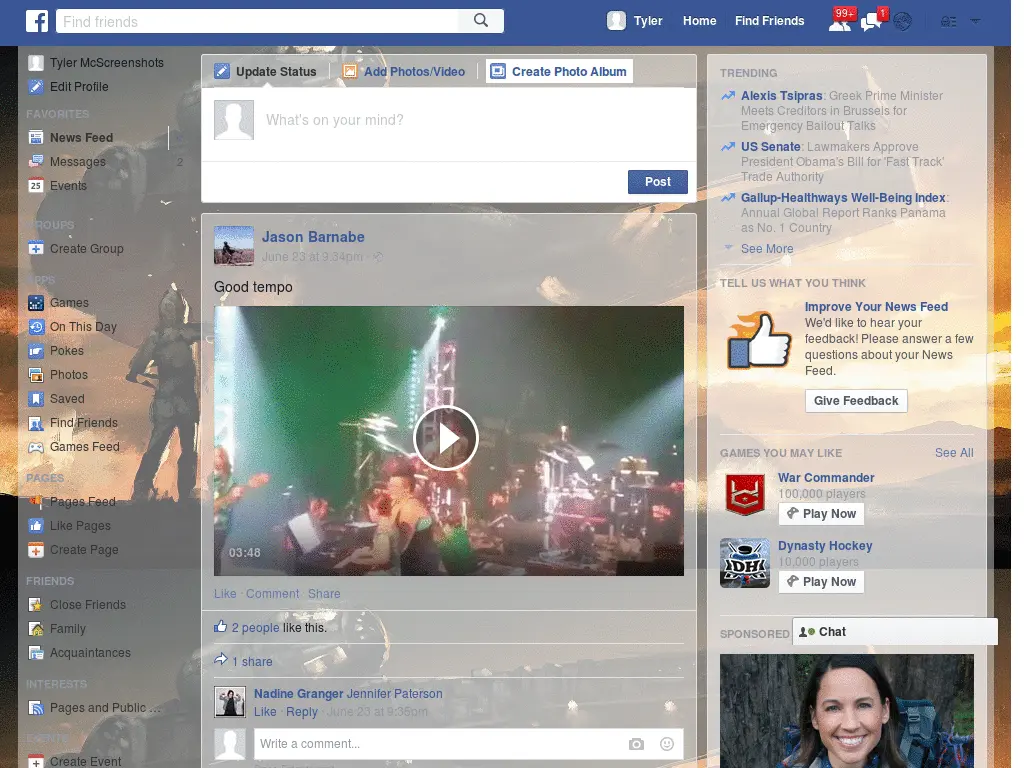 f
Find friends
Tyler
Home
Find Friends
99+
1
Tyler McScreenshots
Edit Profile
FAVORITES
News Feed
Messages
2
25
Events
GROUPS
Create Group
APPS
Games
On This Day
Pokes
Photos
Saved
Find Friends
Games Feed
PAGES
Pages Feed
Like Pages
Create Page
FRIENDS
Close Friends
Family
Acquaintances
INTERESTS
Pages and Public ...
EVENTS
Create Event
Update Status
Add Photos/Video
Create Photo Album
What's on your mind?
Post
Jason Barnabe
June 23 at 9:34pm ·
Good tempo
03:48
Like · Comment · Share
2 people like this.
1 share
Nadine Granger Jennifer Paterson
Like · Reply · June 23 at 9:35pm
Write a comment...
TRENDING
Alexis Tsipras: Greek Prime Minister
Meets Creditors in Brussels for
Emergency Bailout Talks
US Senate: Lawmakers Approve
President Obama's Bill for 'Fast Track'
Trade Authority
Gallup-Healthways Well-Being Index:
Annual Global Report Ranks Panama
as No. 1 Country
See More
TELL US WHAT YOU THINK
Improve Your News Feed
We'd like to hear your
feedback! Please answer a few
questions about your News
Feed.
Give Feedback
GAMES YOU MAY LIKE
See All
War Commander
100,000 players
Play Now
DH
Dynasty Hockey
10,000 players
Play Now
SPONSORED
Chat